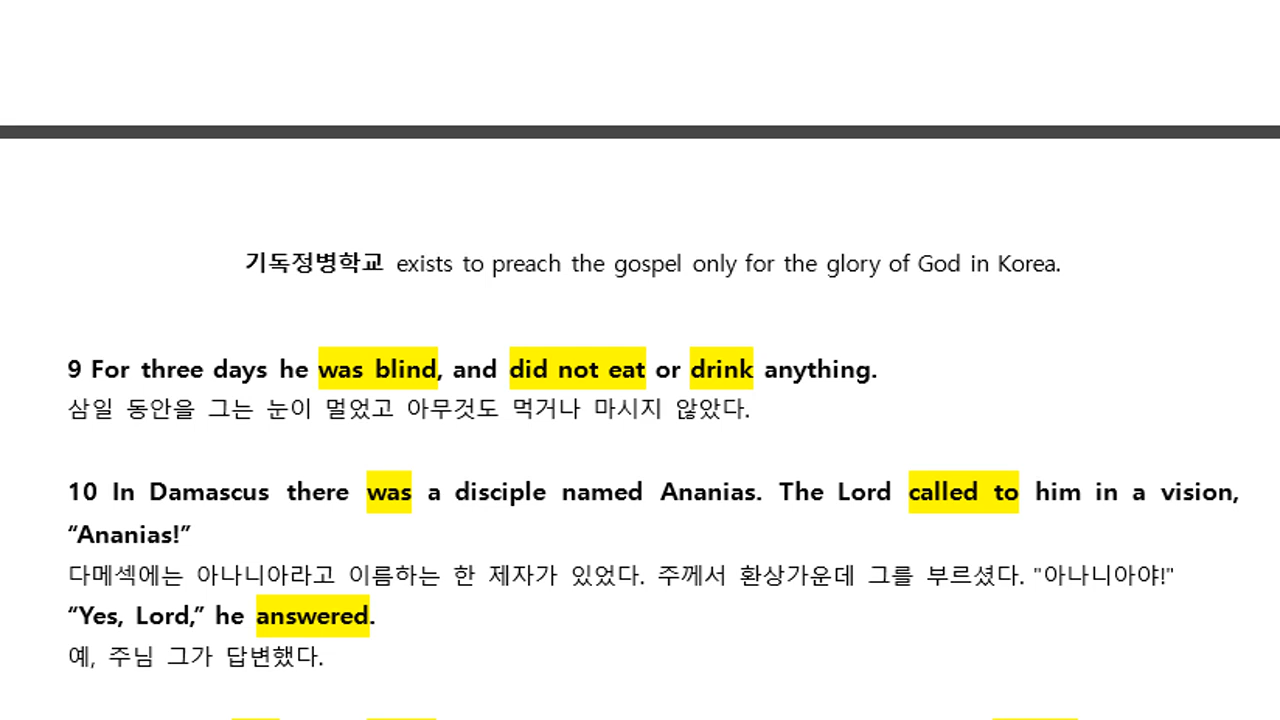 기독정병학교 exists to preach the gospel only for the glory of God in Korea.
9 For three days he was blind, and did not eat or drink anything.
삼일 동안을 그는 눈이 멀었고 아무것도 먹거나 마시지 않았다.
10 In Damascus there was a disciple named Ananias. The Lord called to him in a vision,
“Ananias!”
다메섹에는 아나니아라고 이름하는 한 제자가 있었다. 주께서 환상가운데 그를 부르셨다. "아나니아야!"
“Yes, Lord,” he answered.
예, 주님 그가 답변했다.